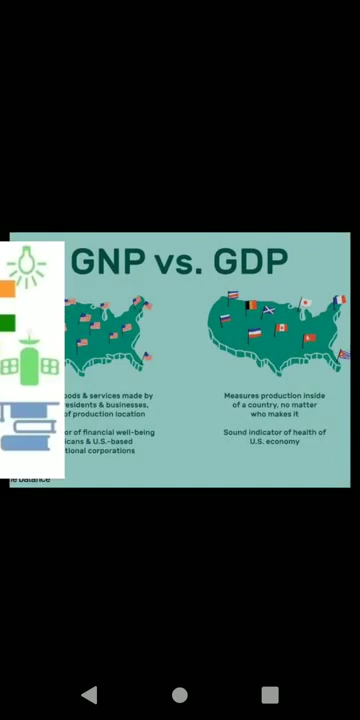 GNP vs. GDP
oods & services made by
esidents & businesses,
of production location
or of financial well-being
icans & U.S.-based
tional corporations
Measures production inside
of a country, no matter
who makes it
Sound indicator of health of
U.S. economy
he balance